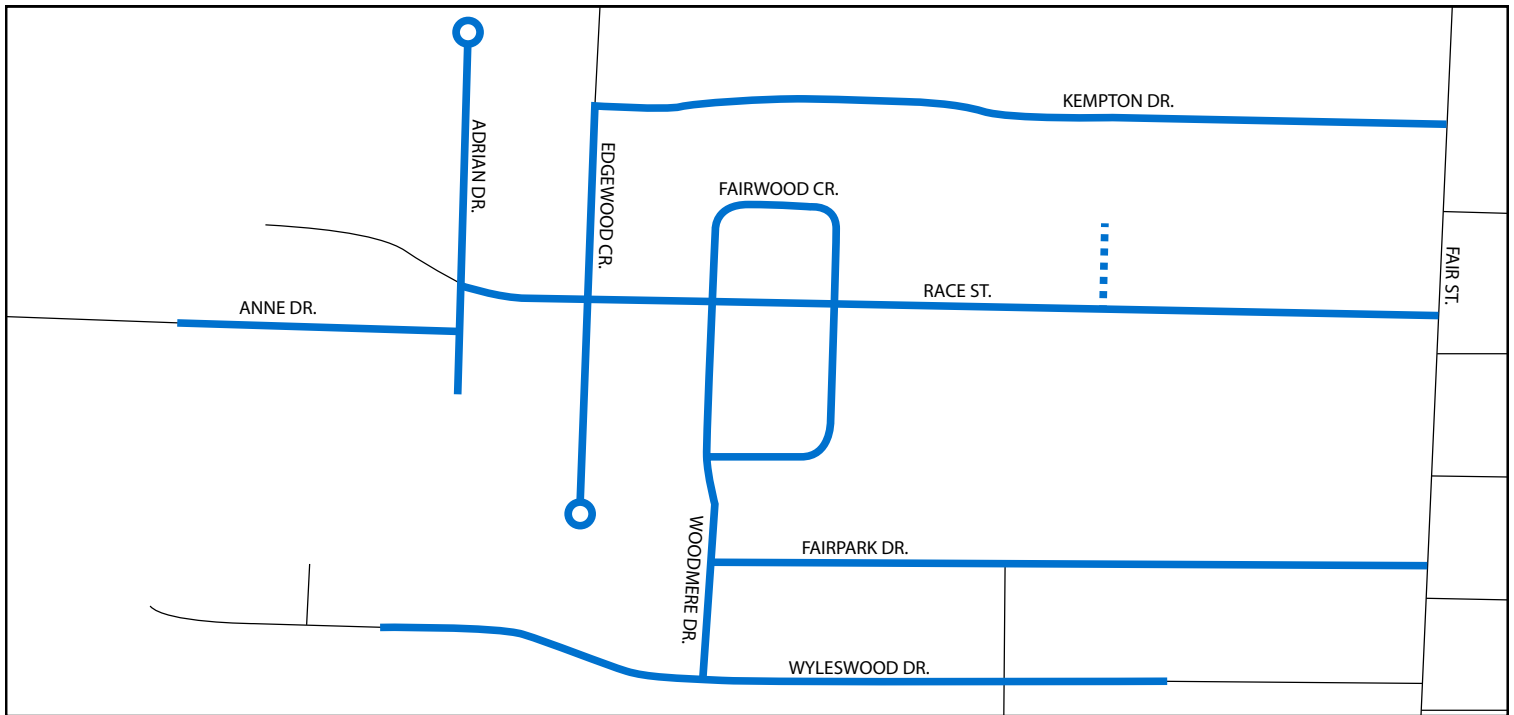 KEMPTON DR.
ADRIAN DR.
EDGEWOOD CR.
FAIRWOOD CR.
FAIR ST.
RACE ST.
ANNE DR.
WOODMERE DR.
FAIRPARK DR.
WYLESWOOD DR.